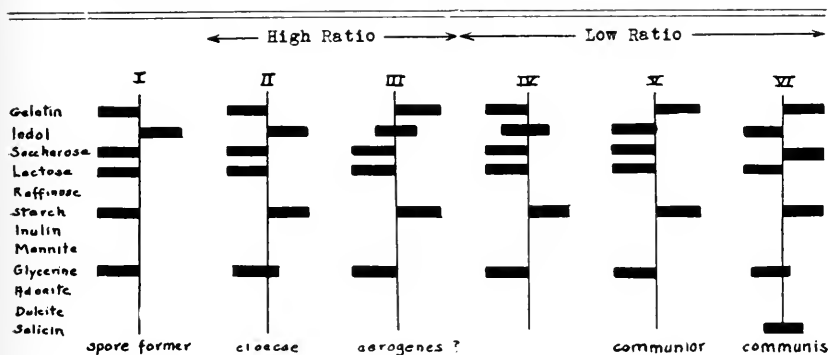 High Ratio Low Ratio
I II III IV V VI
Gelatin
Indol
Saccharose
Lactose
Raffinose
Starch
Inulin
Mannite
Glycerine
Adonite
Dulcite
Salicin
spore former cloacae aerogenes ? communior communis